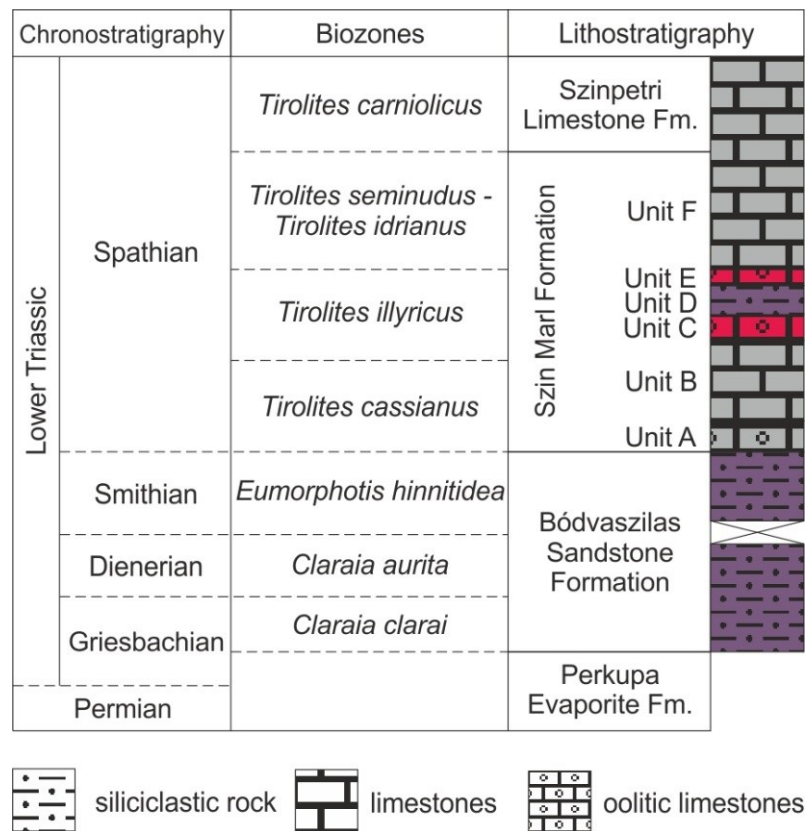 Chronostratigraphy
Biozones
Lithostratigraphy
Lower Triassic
Spathian
Smithian
Dienerian
Griesbachian
Permian
Tirolites carniolicus
Tirolites seminudus -
Tirolites idrianus
Tirolites illyricus
Tirolites cassianus
Eumorphotis hinnitidea
Claraia aurita
Claraia clarai
Szinpetri
Limestone Fm.
Szin Marl Formation
Unit F
Unit E
Unit D
Unit C
Unit B
Unit A
Bódvaszilas
Sandstone
Formation
Perkupa
Evaporite Fm.
siliciclastic rock
limestones
oolitic limestones